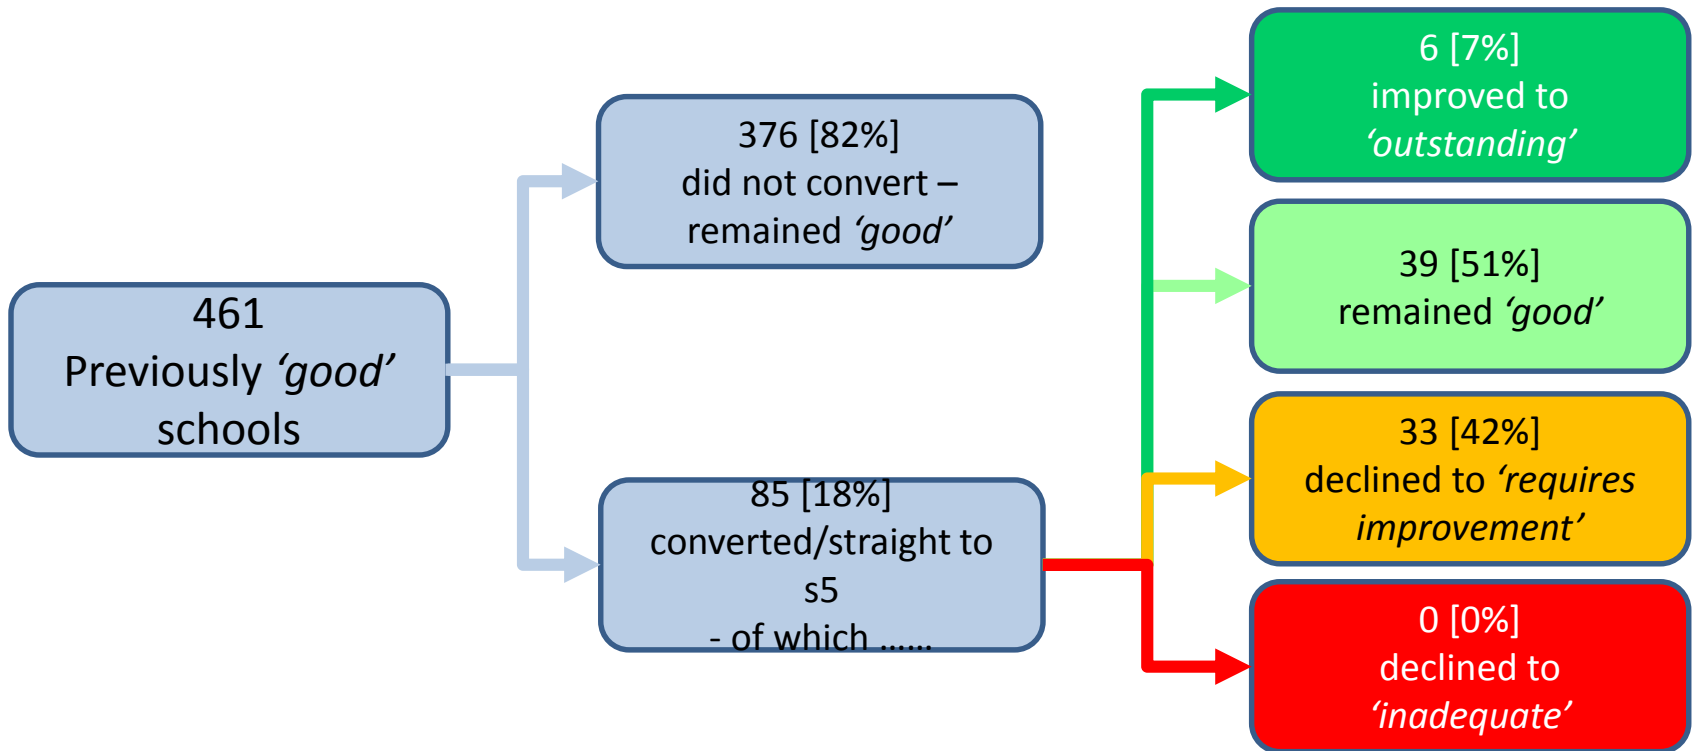 461
Previously ‘good’
schools
376 [82%]
did not convert –
remained ‘good’
85 [18%]
converted/straight to
s5
- of which ......
6 [7%]
improved to
‘outstanding’
39 [51%]
remained ‘good’
33 [42%]
declined to ‘requires
improvement’
0 [0%]
declined to
‘inadequate’